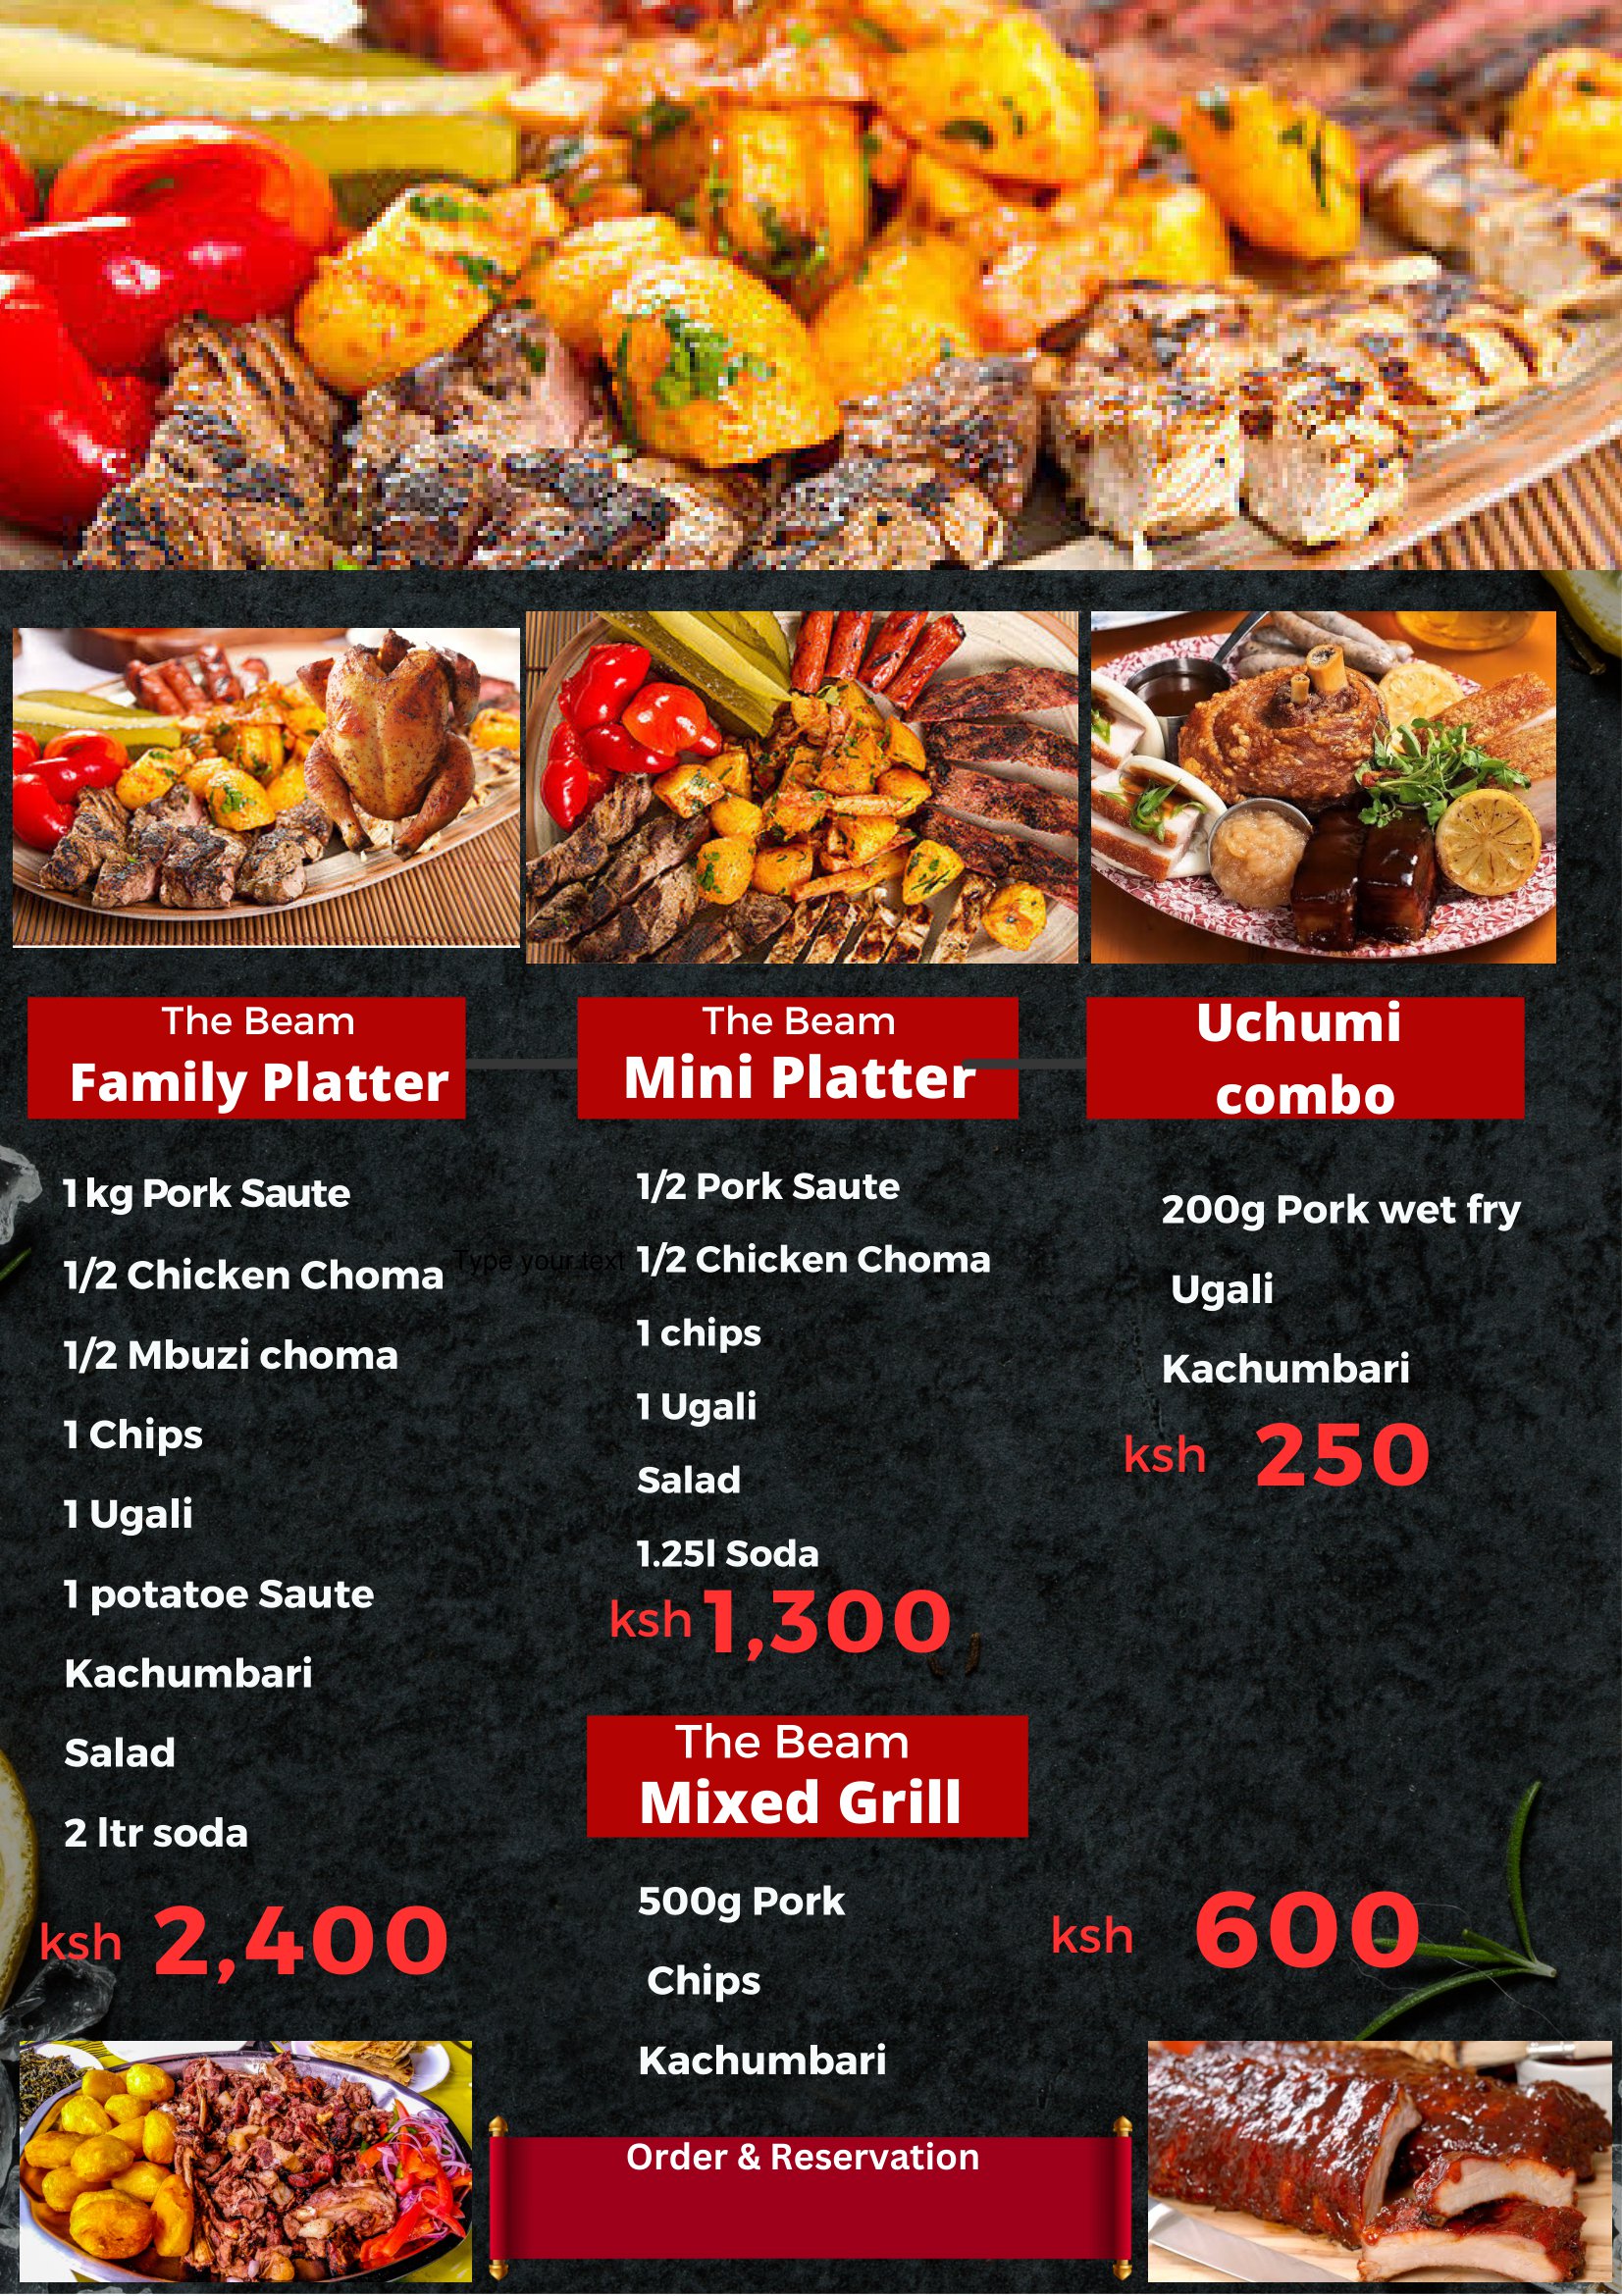 The Beam
Family Platter
1 kg Pork Saute
1/2 Chicken Choma
1/2 Mbuzi choma
1 Chips
1 Ugali
1 potatoe Saute
Kachumbari
Salad
2 ltr soda
ksh 2,400
Type your text
The Beam
Mini Platter
1/2 Pork Saute
1/2 Chicken Choma
1 chips
1 Ugali
Salad
1.25l Soda
ksh 1,300
Uchumi
combo
200g Pork wet fry
Ugali
Kachumbari
ksh 250
The Beam
Mixed Grill
500g Pork
Chips
Kachumbari
ksh 600
Order & Reservation